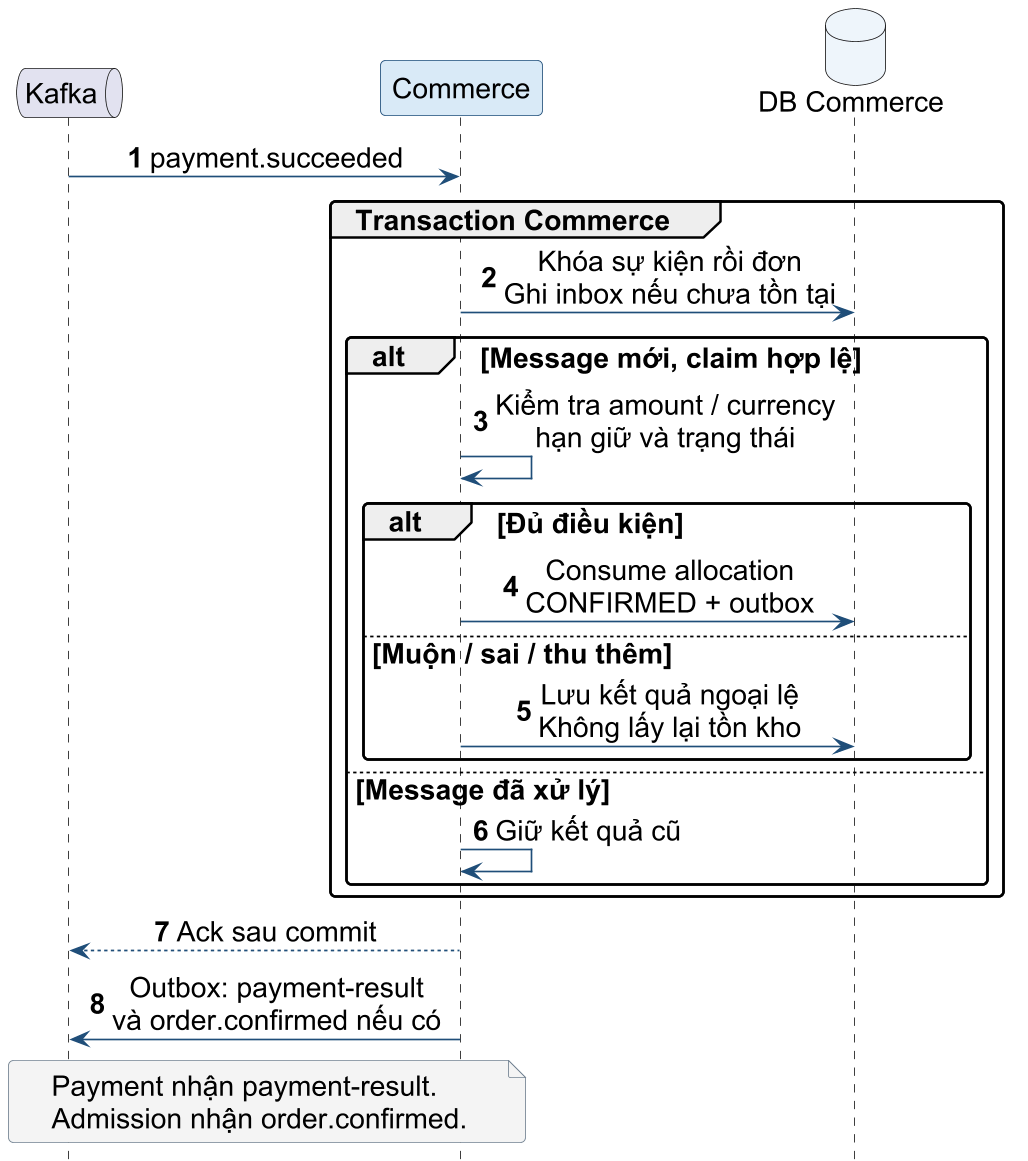 Kafka
Commerce
DB Commerce
1 payment.succeeded
Transaction Commerce
2 Khóa sự kiện rồi đơn
Ghi inbox nếu chưa tồn tại
alt [Message mới, claim hợp lệ]
3 Kiểm tra amount / currency
hạn giữ và trạng thái
alt [Đủ điều kiện]
4 Consume allocation
CONFIRMED + outbox
[Muộn / sai / thu thêm]
5 Lưu kết quả ngoại lệ
Không lấy lại tồn kho
[Message đã xử lý]
6 Giữ kết quả cũ
7 Ack sau commit
8 Outbox: payment-result
và order.confirmed nếu có
Payment nhận payment-result.
Admission nhận order.confirmed.